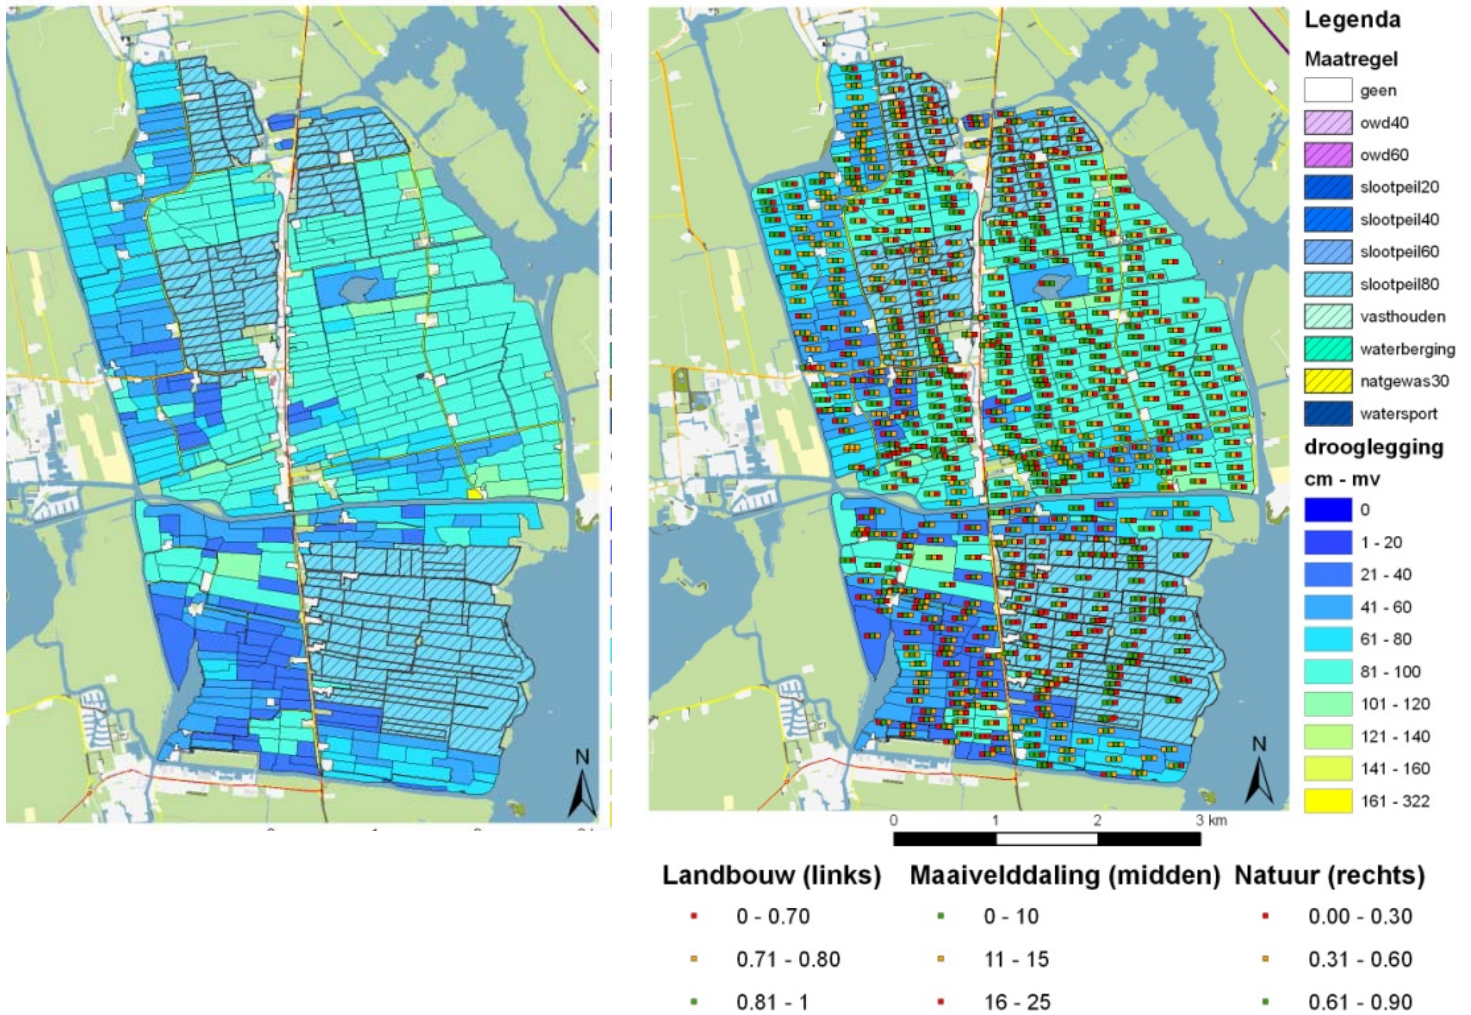 Legenda
Maatregel
geen
owd40
owd60
slootpeil20
slootpeil40
slootpeil60
slootpeil80
vasthouden
waterberging
natgewas30
watersport
drooglegging
cm - mv
0
1 - 20
21 - 40
41 - 60
61 - 80
81 - 100
101 - 120
121 - 140
141 - 160
161 - 322
N
N
0 1 2 3 km
Landbouw (links) Maaivelddaling (midden) Natuur (rechts)
0 - 0.70 0 - 10 0.00 - 0.30
0.71 - 0.80 11 - 15 0.31 - 0.60
0.81 - 1 16 - 25 0.61 - 0.90